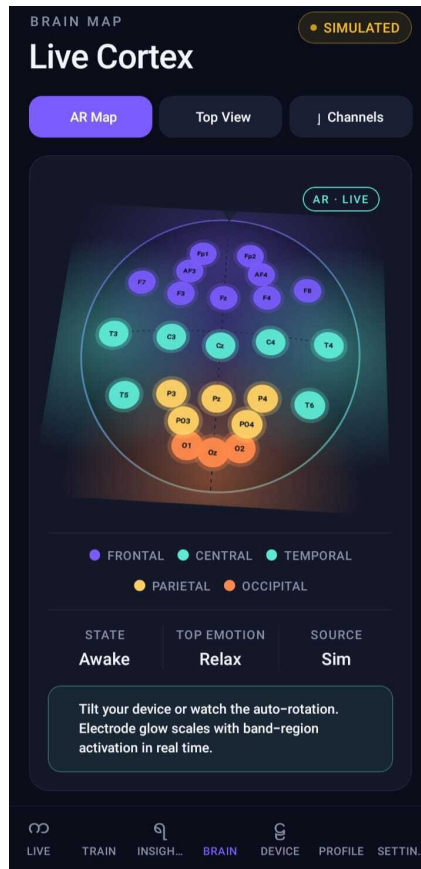 BRAIN MAP
SIMULATED
Live Cortex
AR Map
Top View
Channels
AR · LIVE
Fp1 Fp2
AF3 AF4
F7 F3 Fz F4 F8
T3 C3 Cz C4 T4
T5 P3 Pz P4 T6
PO3 PO4
O1 Oz O2
FRONTAL CENTRAL TEMPORAL
PARIETAL OCCIPITAL
STATE TOP EMOTION SOURCE
Awake Relax Sim
Tilt your device or watch the auto-rotation.
Electrode glow scales with band-region
activation in real time.
LIVE TRAIN INSIGH... BRAIN DEVICE PROFILE SETTIN...